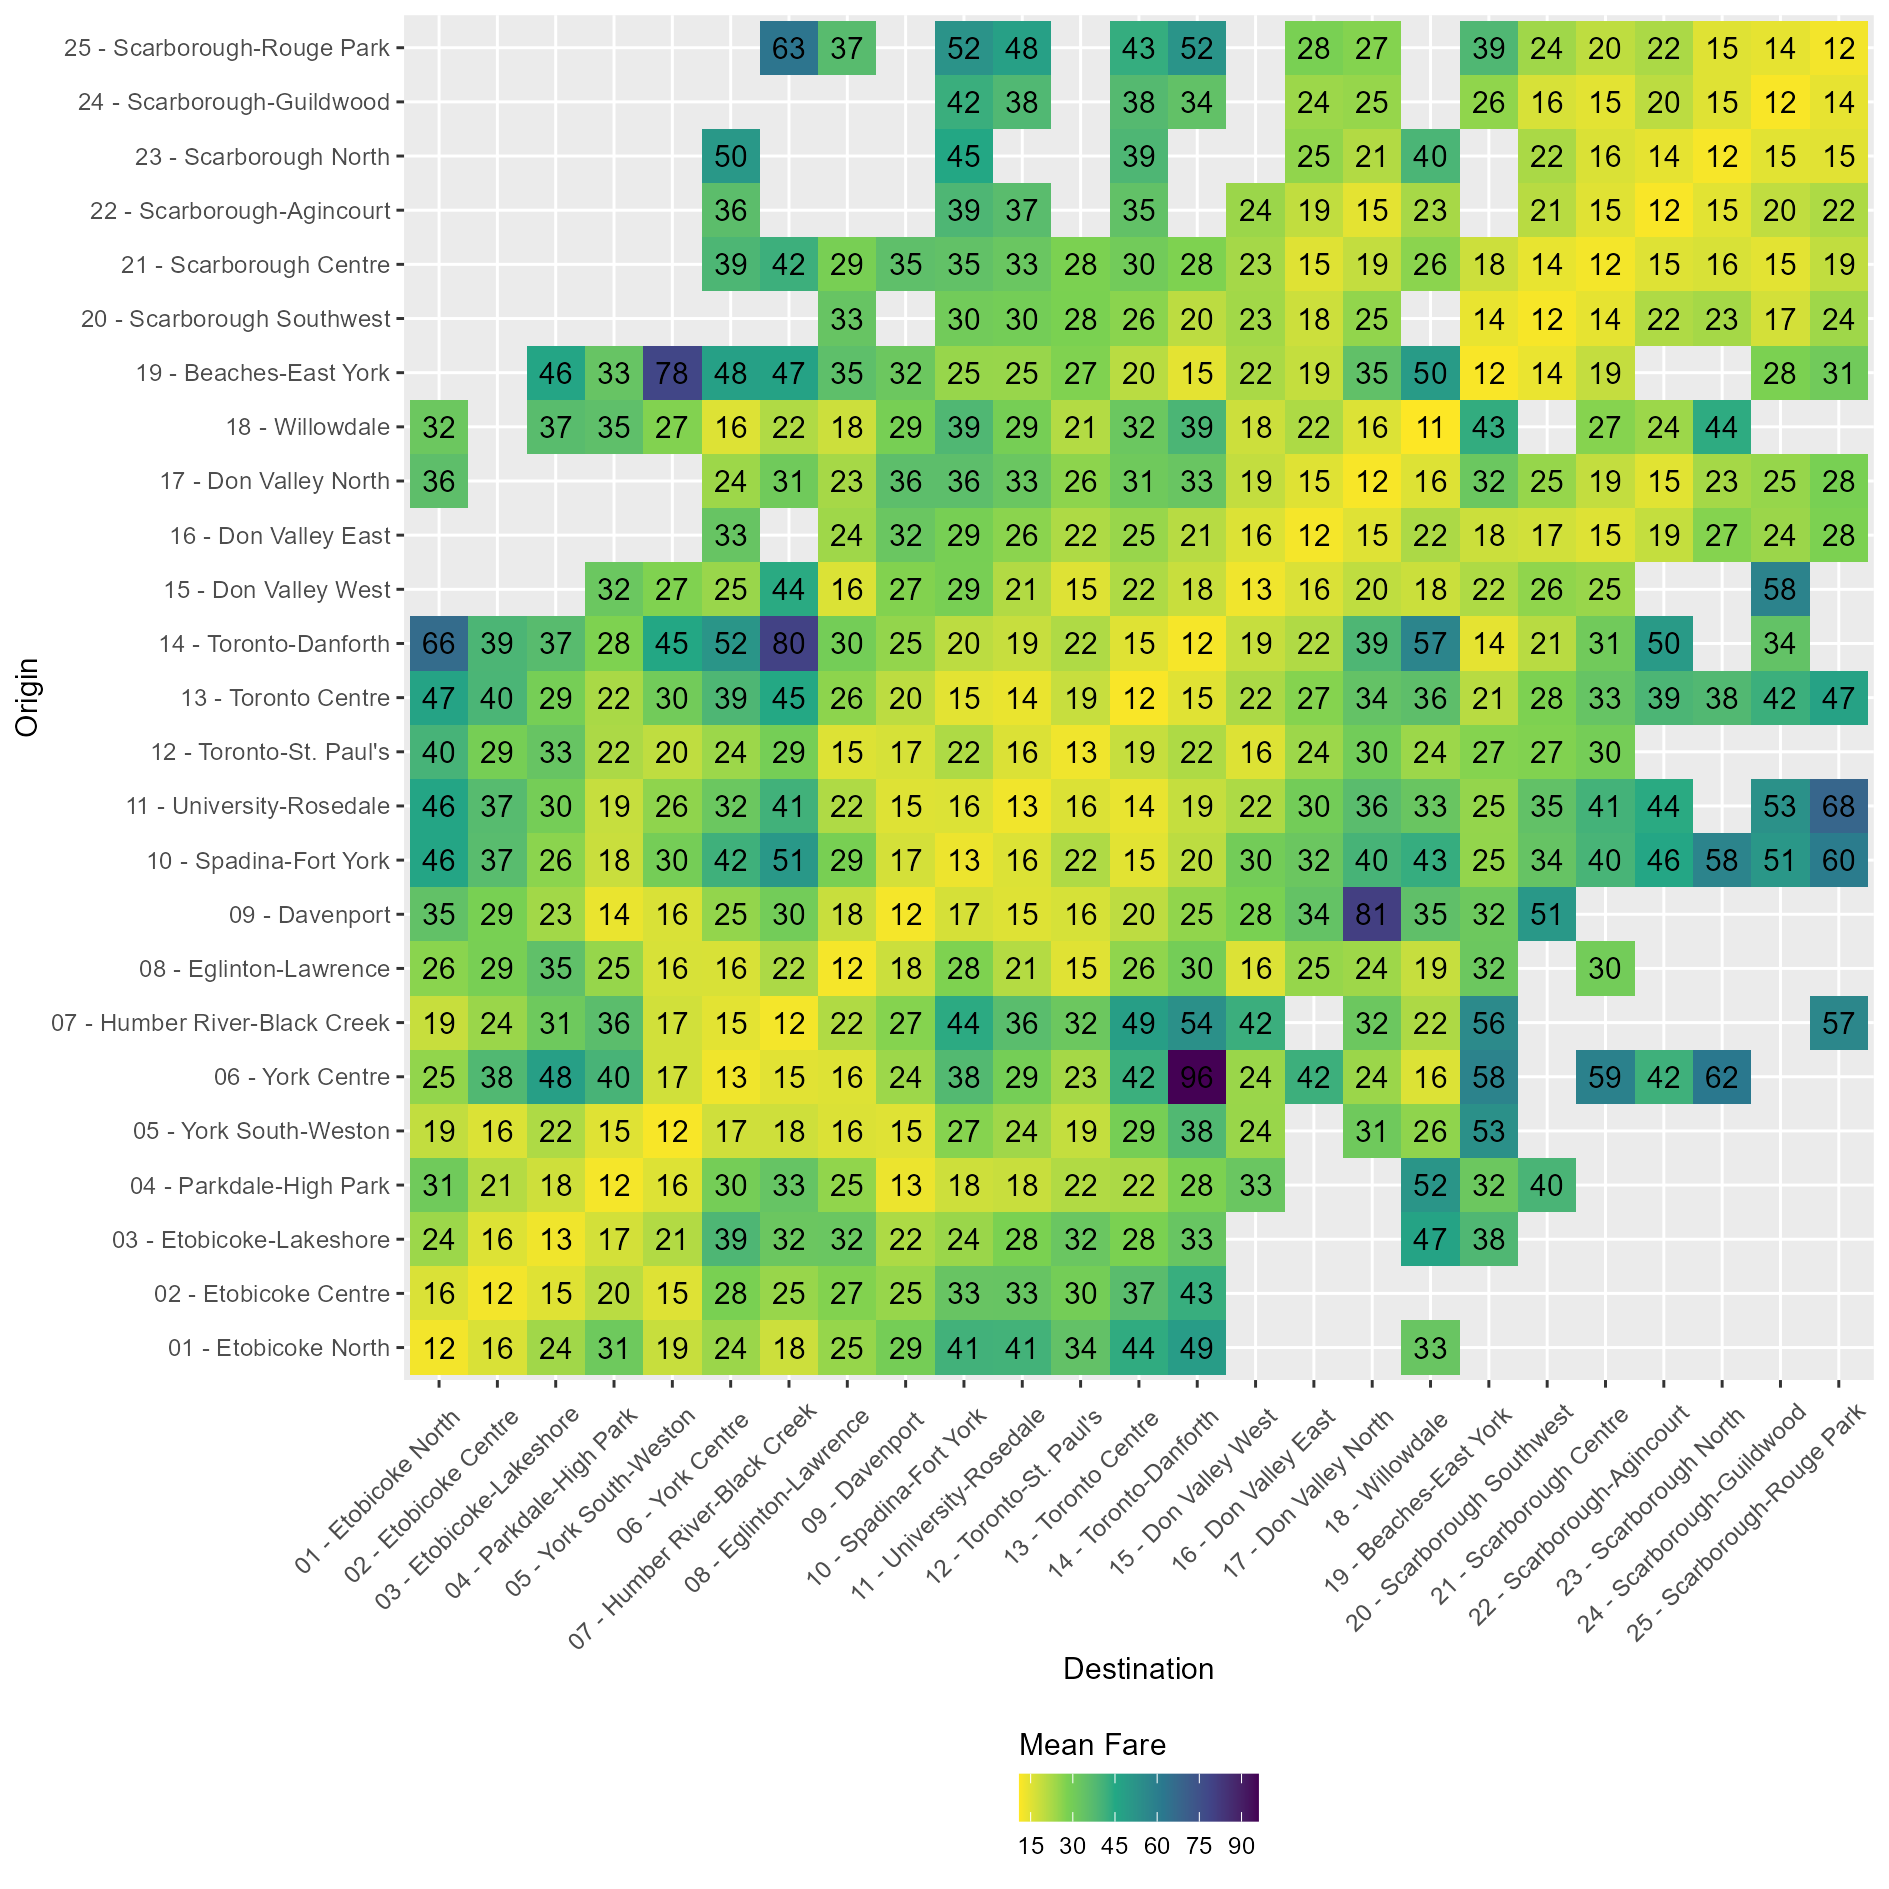 25 - Scarborough-Rouge Park 63 37 52 48 43 52 28 27 39 24 20 22 15 14 12
24 - Scarborough-Guildwood 42 38 38 34 24 25 26 16 15 20 15 12 14
23 - Scarborough North 50 45 39 25 21 40 22 16 14 12 15 15
22 - Scarborough-Agincourt 36 39 37 35 24 19 15 23 21 15 12 15 20 22
21 - Scarborough Centre 39 42 29 35 35 33 28 30 28 23 15 19 26 18 14 12 15 16 15 19
20 - Scarborough Southwest 33 30 30 28 26 20 23 18 25 14 12 14 22 23 17 24
19 - Beaches-East York 46 33 78 48 47 35 32 25 25 27 20 15 22 19 35 50 12 14 19 28 31
18 - Willowdale 32 37 35 27 16 22 18 29 39 29 21 32 39 18 22 16 11 43 27 24 44
17 - Don Valley North 36 24 31 23 36 36 33 26 31 33 19 15 12 16 32 25 19 15 23 25 28
16 - Don Valley East 33 24 32 29 26 22 25 21 16 12 15 22 18 17 15 19 27 24 28
15 - Don Valley West 32 27 25 44 16 27 29 21 15 22 18 13 16 20 18 22 26 25 58
14 - Toronto-Danforth 66 39 37 28 45 52 80 30 25 20 19 22 15 12 19 22 39 57 14 21 31 50 34
13 - Toronto Centre 47 40 29 22 30 39 45 26 20 15 14 19 12 15 22 27 34 36 21 28 33 39 38 42 47
12 - Toronto-St. Paul's 40 29 33 22 20 24 29 15 17 22 16 13 19 22 16 24 30 24 27 27 30
11 - University-Rosedale 46 37 30 19 26 32 41 22 15 16 13 16 14 19 22 30 36 33 25 35 41 44 53 68
10 - Spadina-Fort York 46 37 26 18 30 42 51 29 17 13 16 22 15 20 30 32 40 43 25 34 40 46 58 51 60
09 - Davenport 35 29 23 14 16 25 30 18 12 17 15 16 20 25 28 34 81 35 32 51
08 - Eglinton-Lawrence 26 29 35 25 16 16 22 12 18 28 21 15 26 30 16 25 24 19 32 30
07 - Humber River-Black Creek 19 24 31 36 17 15 12 22 27 44 36 32 49 54 42 32 22 56 57
06 - York Centre 25 38 48 40 17 13 15 16 24 38 29 23 42 96 24 42 24 16 58 59 42 62
05 - York South-Weston 19 16 22 15 12 17 18 16 15 27 24 19 29 38 24 31 26 53
04 - Parkdale-High Park 31 21 18 12 16 30 33 25 13 18 18 22 22 28 33 52 32 40
03 - Etobicoke-Lakeshore 24 16 13 17 21 39 32 32 22 24 28 32 28 33 47 38
02 - Etobicoke Centre 16 12 15 20 15 28 25 27 25 33 33 30 37 43
01 - Etobicoke North 12 16 24 31 19 24 18 25 29 41 41 34 44 49 33
Origin
01 - Etobicoke North
02 - Etobicoke Centre
03 - Etobicoke-Lakeshore
04 - Parkdale-High Park
05 - York South-Weston
06 - York Centre
07 - Humber River-Black Creek
08 - Eglinton-Lawrence
09 - Davenport
10 - Spadina-Fort York
11 - University-Rosedale
12 - Toronto-St. Paul's
13 - Toronto Centre
14 - Toronto-Danforth
15 - Don Valley West
16 - Don Valley East
17 - Don Valley North
18 - Willowdale
19 - Beaches-East York
20 - Scarborough Southwest
21 - Scarborough Centre
22 - Scarborough-Agincourt
23 - Scarborough North
24 - Scarborough-Guildwood
25 - Scarborough-Rouge Park
Destination
Mean Fare
15 30 45 60 75 90